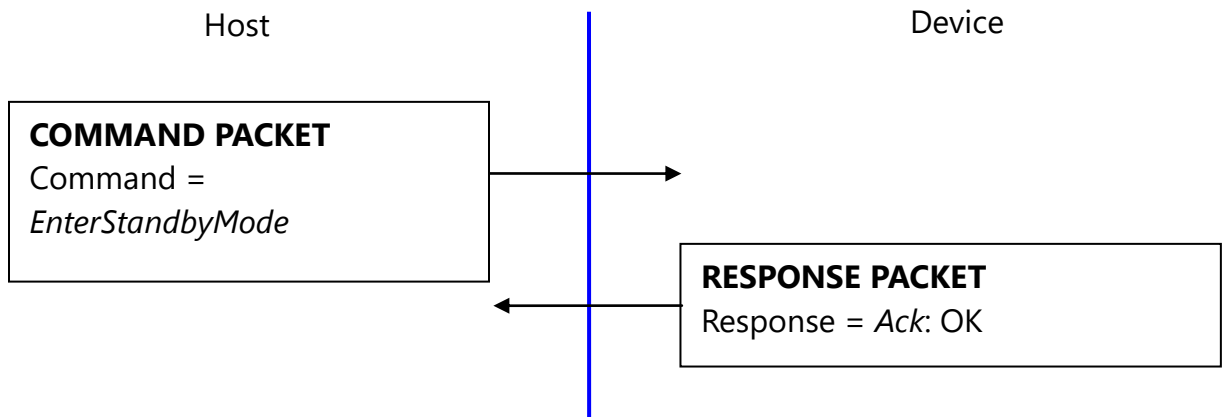 Host
Device
COMMAND PACKET
Command =
EnterStandbyMode
RESPONSE PACKET
Response = Ack: OK